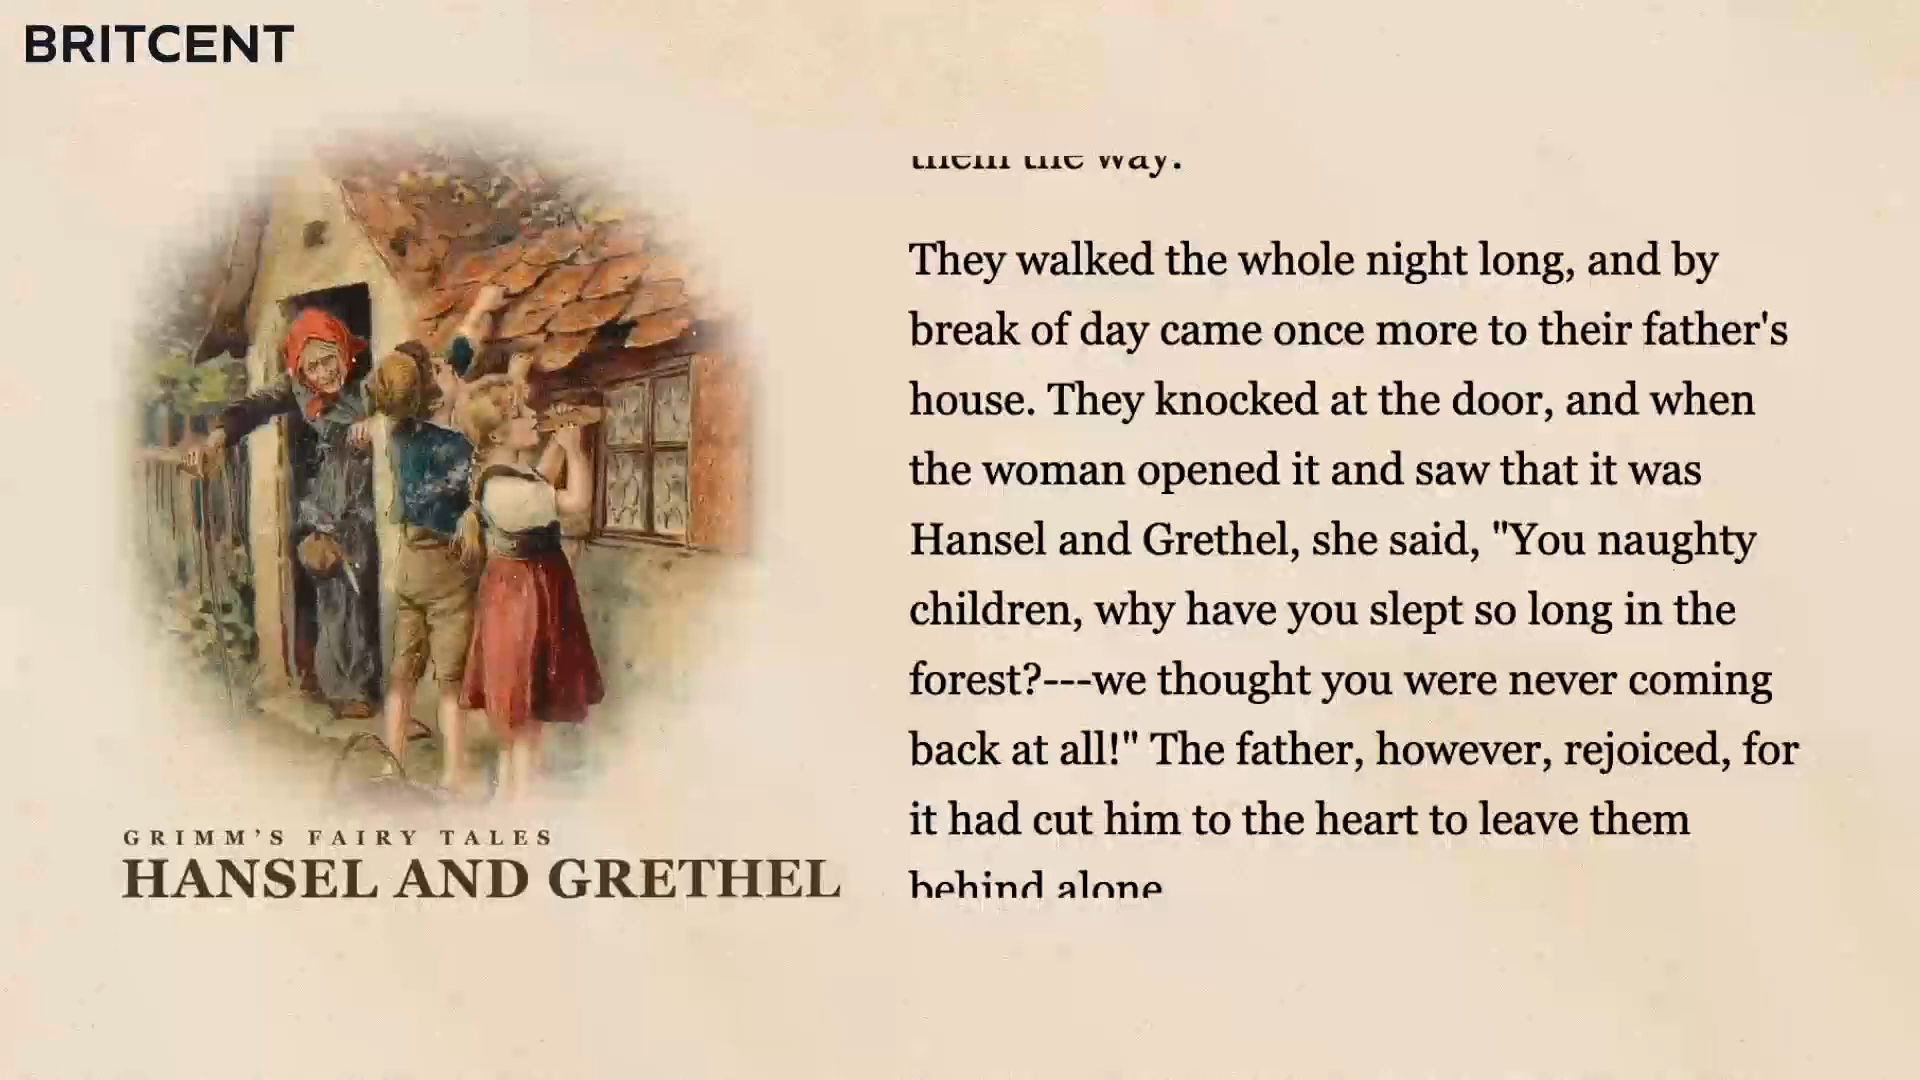 BRITCENT
GRIMM'S FAIRY TALES
HANSEL AND GRETHEL
them the way.
They walked the whole night long, and by
break of day came once more to their father's
house. They knocked at the door, and when
the woman opened it and saw that it was
Hansel and Grethel, she said, "You naughty
children, why have you slept so long in the
forest?---we thought you were never coming
back at all!" The father, however, rejoiced, for
it had cut him to the heart to leave them
behind alone